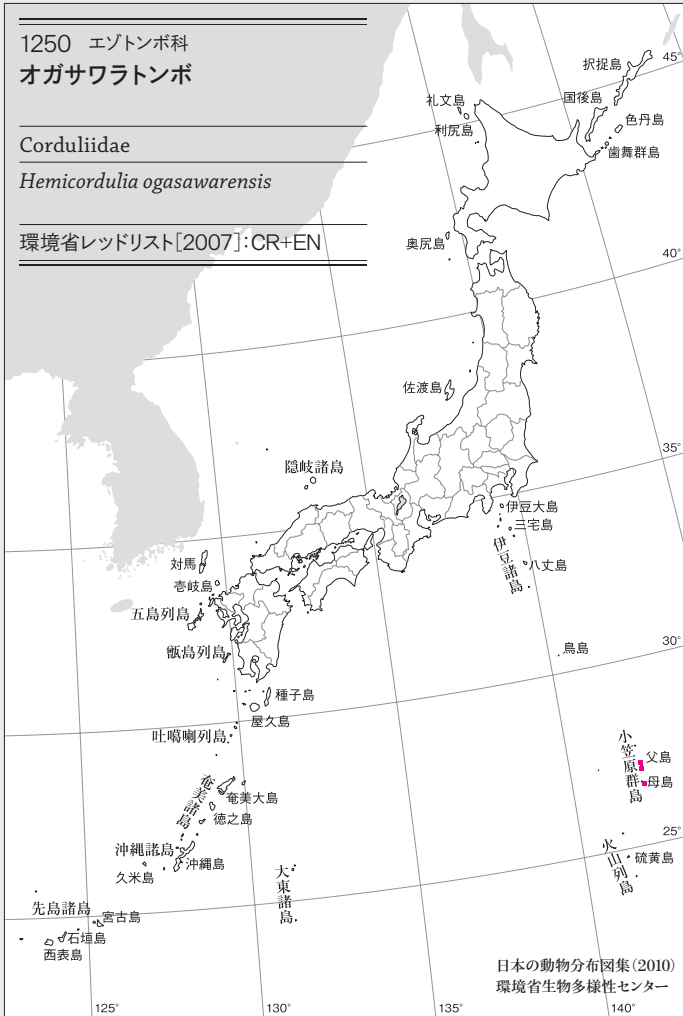 1250 エゾトンボ科
オガサワラトンボ
Corduliidae
Hemicordulia ogasawarensis
環境省レッドリスト[2007]:CR+EN
45°
択捉島
国後島
色丹島
歯舞群島
礼文島
利尻島
奥尻島
40°
佐渡島
35°
隠岐諸島
伊豆大島
三宅島
伊豆諸島
八丈島
対馬
壱岐島
五島列島
甑島列島
鳥島
30°
種子島
屋久島
吐噶喇列島
小笠原群島
父島
母島
奄美諸島
奄美大島
徳之島
25°
沖縄諸島
沖縄島
久米島
火山列島
硫黄島
大東諸島
先島諸島
宮古島
石垣島
西表島
日本の動物分布図集(2010)
環境省生物多様性センター
125°
130°
135°
140°